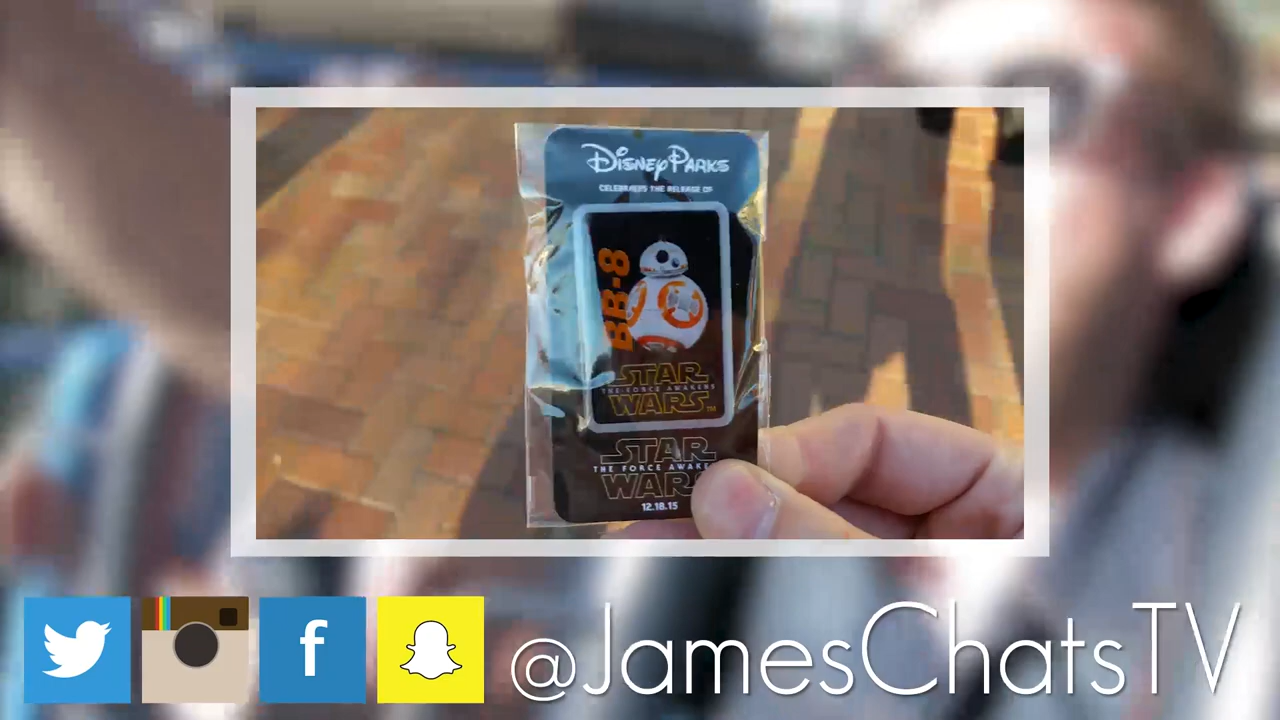 Disney Parks
CELEBRATES THE RELEASE OF
BB-8
STAR
THE FORCE AWAKENS
WARS™
STAR
THE FORCE AWAKE
WARS
12.18.15
f
@JamesChatsTV